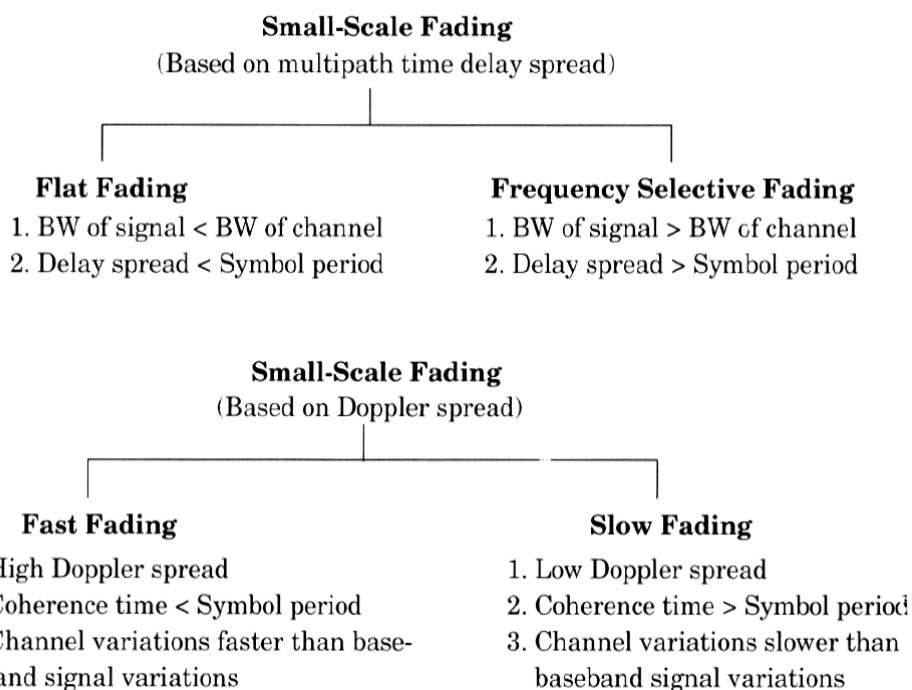 Small-Scale Fading
(Based on multipath time delay spread)
Flat Fading
1. BW of signal < BW of channel
2. Delay spread < Symbol period
Frequency Selective Fading
1. BW of signal > BW of channel
2. Delay spread > Symbol period
Small-Scale Fading
(Based on Doppler spread)
Fast Fading
High Doppler spread
Coherence time < Symbol period
Channel variations faster than base-
and signal variations
Slow Fading
1. Low Doppler spread
2. Coherence time > Symbol period
3. Channel variations slower than
baseband signal variations